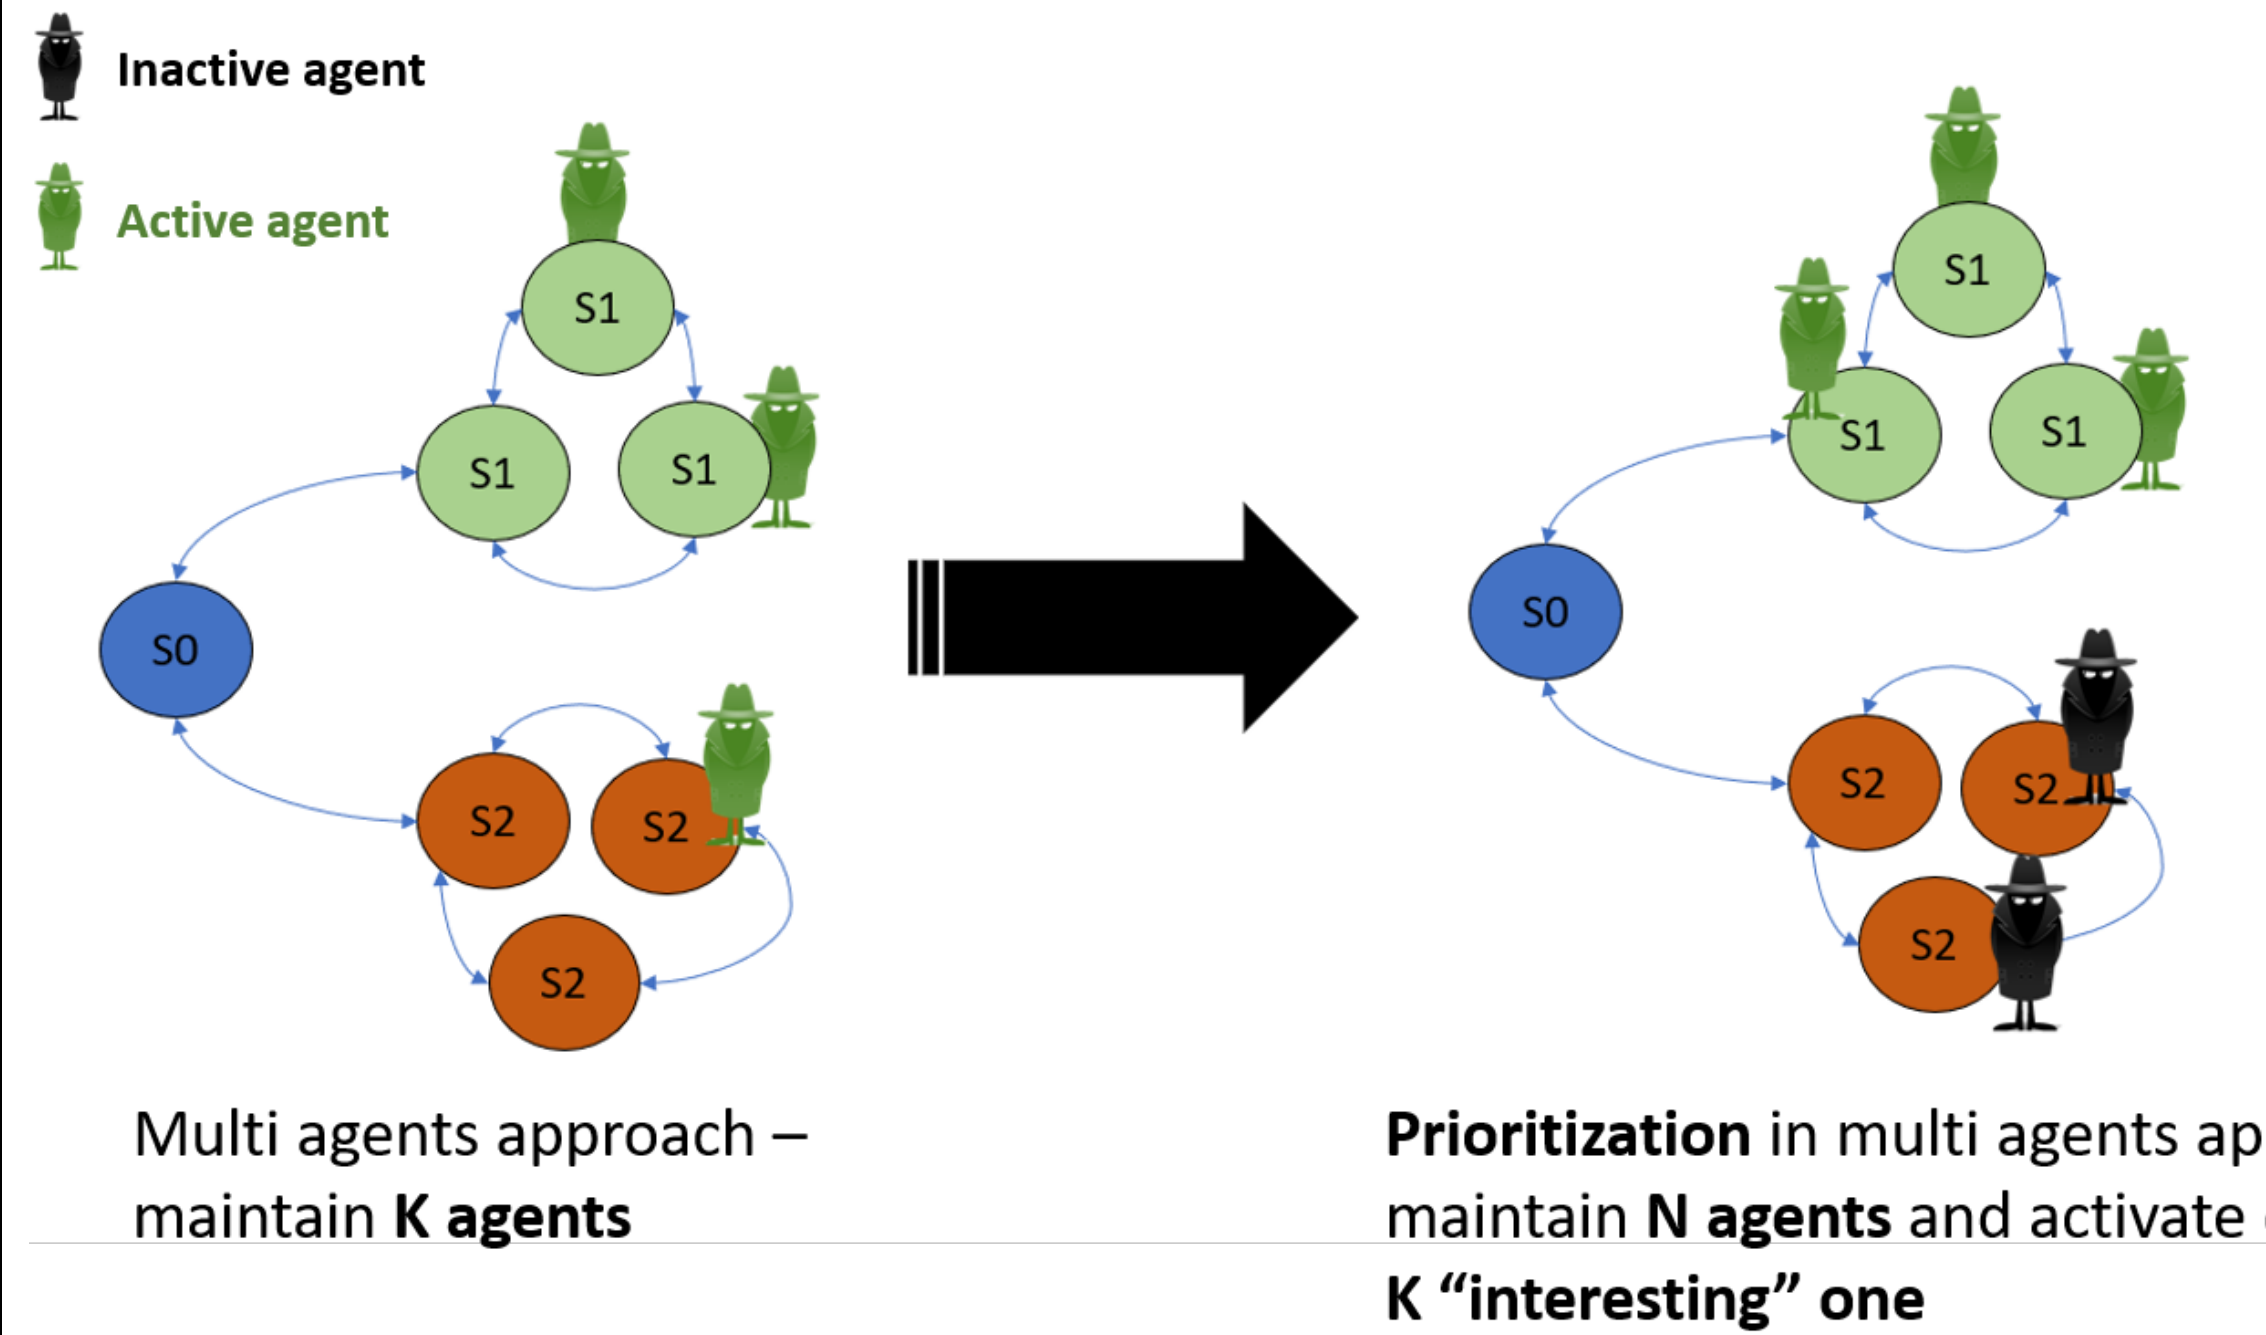 Inactive agent
Active agent
S1
S1
S1
S0
S2
S2
S2
Multi agents approach –
maintain K agents
S1
S1
S1
S0
S2
S2
S2
Prioritization in multi agents
maintain N agents and activate
K “interesting” one